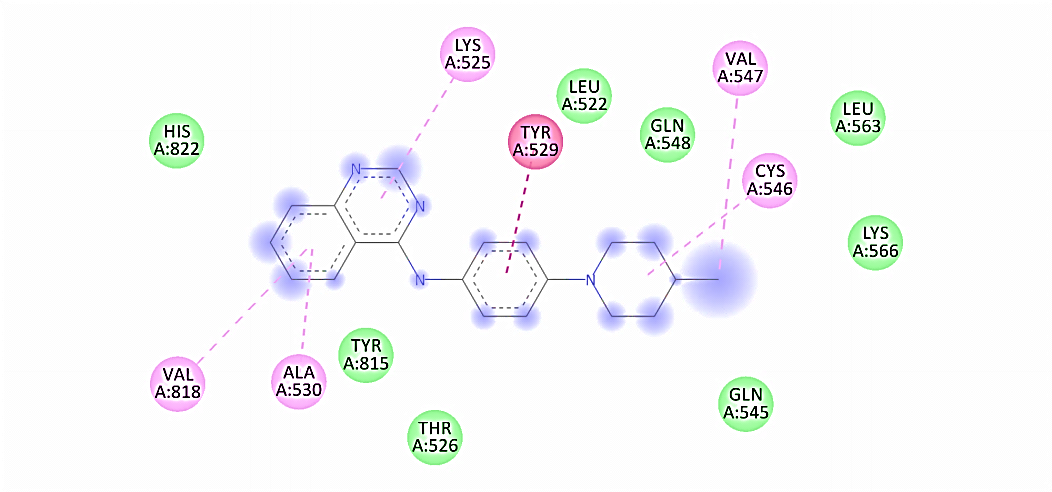 LYS
A:525
VAL
A:547
LEU
A:522
LEU
A:563
HIS
A:822
TYR
A:529
GLN
A:548
CYS
A:546
N
N
LYS
A:566
N
N
TYR
A:815
VAL
A:818
ALA
A:530
GLN
A:545
THR
A:526